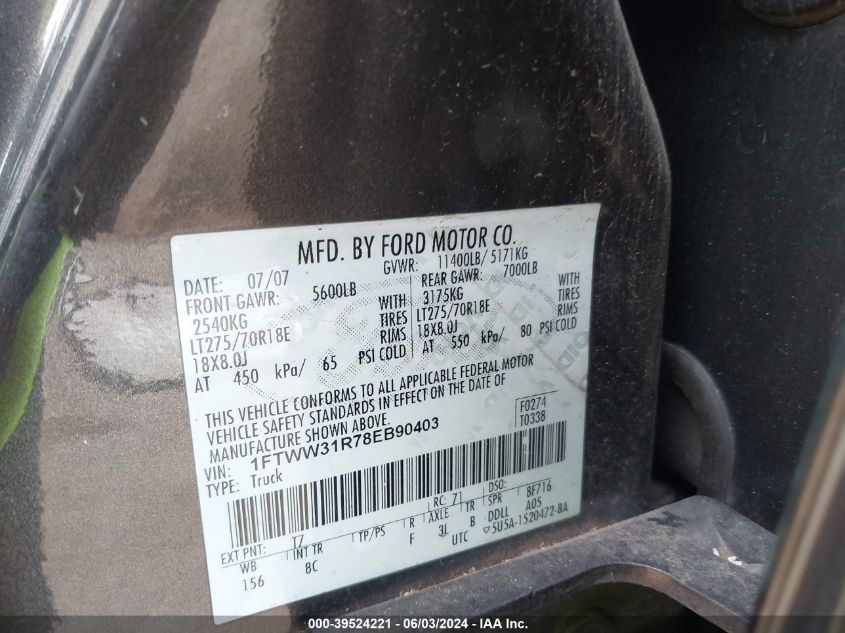 MFD. BY FORD MOTOR CO.
DATE: 07/07 GVWR: 11400LB/ 5171KG
FRONT GAWR: 5600LB REAR GAWR: 7000LB
2540KG WITH 3175KG WITH
LT275/70R18E TIRES LT275/70R18E TIRES
18X8.0J RIMS 18X8.0J RIMS
AT 450 kPa/ 65 PSI COLD AT 550 kPa/ 80 PSI COLD
THIS VEHICLE CONFORMS TO ALL APPLICABLE FEDERAL MOTOR
VEHICLE SAFETY STANDARDS IN EFFECT ON THE DATE OF
MANUFACTURE SHOWN ABOVE.
F0274
T0338
VIN: 1FTWW31R78EB90403
TYPE: Truck
EXT PNT: T7 RC: 71 DSO:
WB INT TR TP/PS R AXLE TR SPR 8F716
156 8C F 3L B DDLL A05
UTC ▽5U5A-1520472-BA
000-39524221 - 06/03/2024 - IAA Inc.